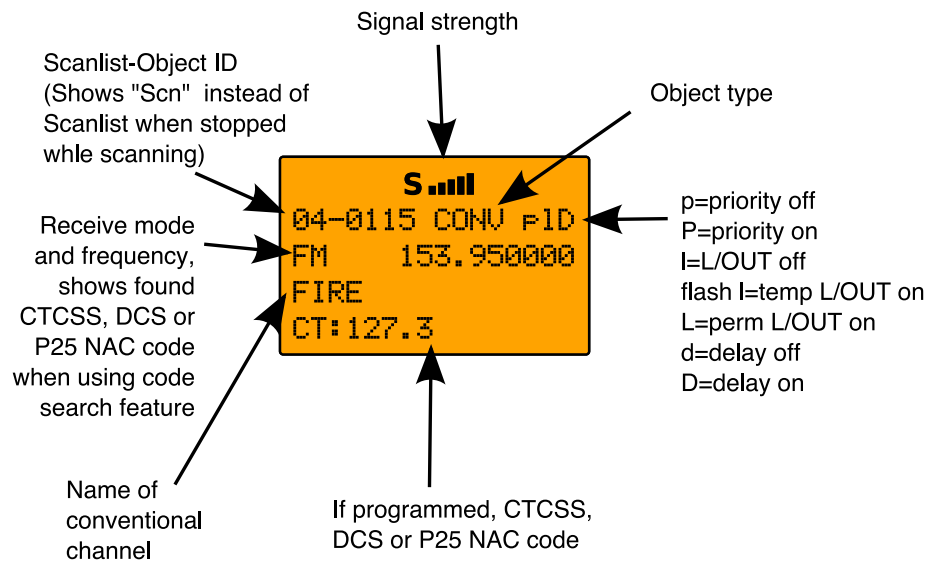 Signal strength
Scanlist-Object ID
(Shows "Scn" instead of
Scanlist when stopped
whle scanning)
Object type
S
04-0115 CONV plD
FM 153.950000
FIRE
CT:127.3
Receive mode
and frequency,
shows found
CTCSS, DCS or
P25 NAC code
when using code
search feature
p=priority off
P=priority on
l=L/OUT off
flash l=temp L/OUT on
L=perm L/OUT on
d=delay off
D=delay on
Name of
conventional
channel
If programmed, CTCSS,
DCS or P25 NAC code